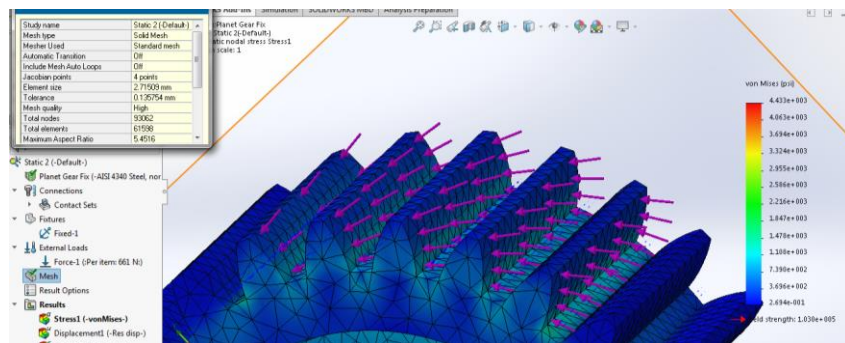 Study name Static 2 (-Default-)
Mesh type Solid Mesh
Mesher Used Standard mesh
Automatic Transition Off
Include Mesh Auto Loops Off
Jacobian points 4 points
Element size 2.71509 mm
Tolerance 0.135754 mm
Mesh quality High
Total nodes 93062
Total elements 61598
Maximum Aspect Ratio 5.4516
Add-Ins Simulation SOLIDWORKS MBD Analysis Preparation
Planet Gear Fix
Static 2(-Default-)
atic nodal stress Stress1
scale: 1
Static 2 (-Default-)
Planet Gear Fix (-AISI 4340 Steel, nor
Connections
Contact Sets
Fixtures
Fixed-1
External Loads
Force-1 (:Per item: 661 N:)
Mesh
Result Options
Results
Stress1 (-vonMises-)
Displacement1 (-Res disp-)
von Mises (psi)
4.433e+003
4.063e+003
3.694e+003
3.324e+003
2.955e+003
2.586e+003
2.216e+003
1.847e+003
1.478e+003
1.108e+003
7.390e+002
3.696e+002
2.694e-001
eld strength: 1.030e+005